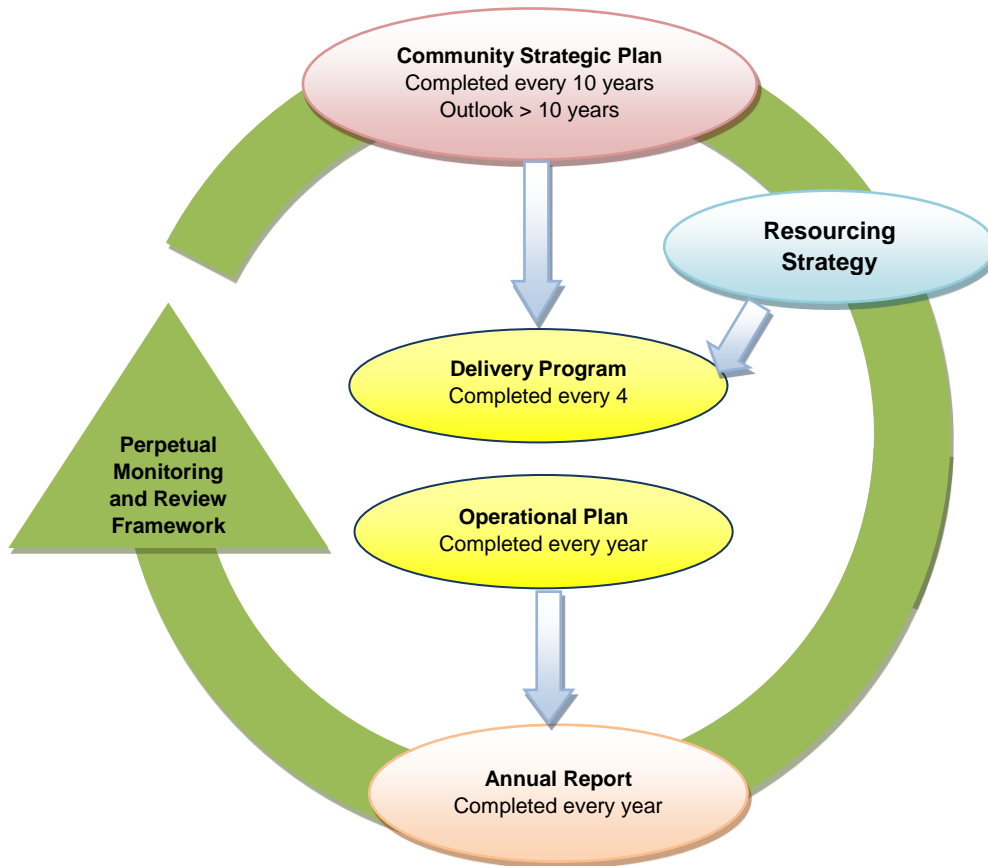 Community Strategic Plan
Completed every 10 years
Outlook > 10 years
Resourcing
Strategy
Delivery Program
Completed every 4
Perpetual
Monitoring
and Review
Framework
Operational Plan
Completed every year
Annual Report
Completed every year